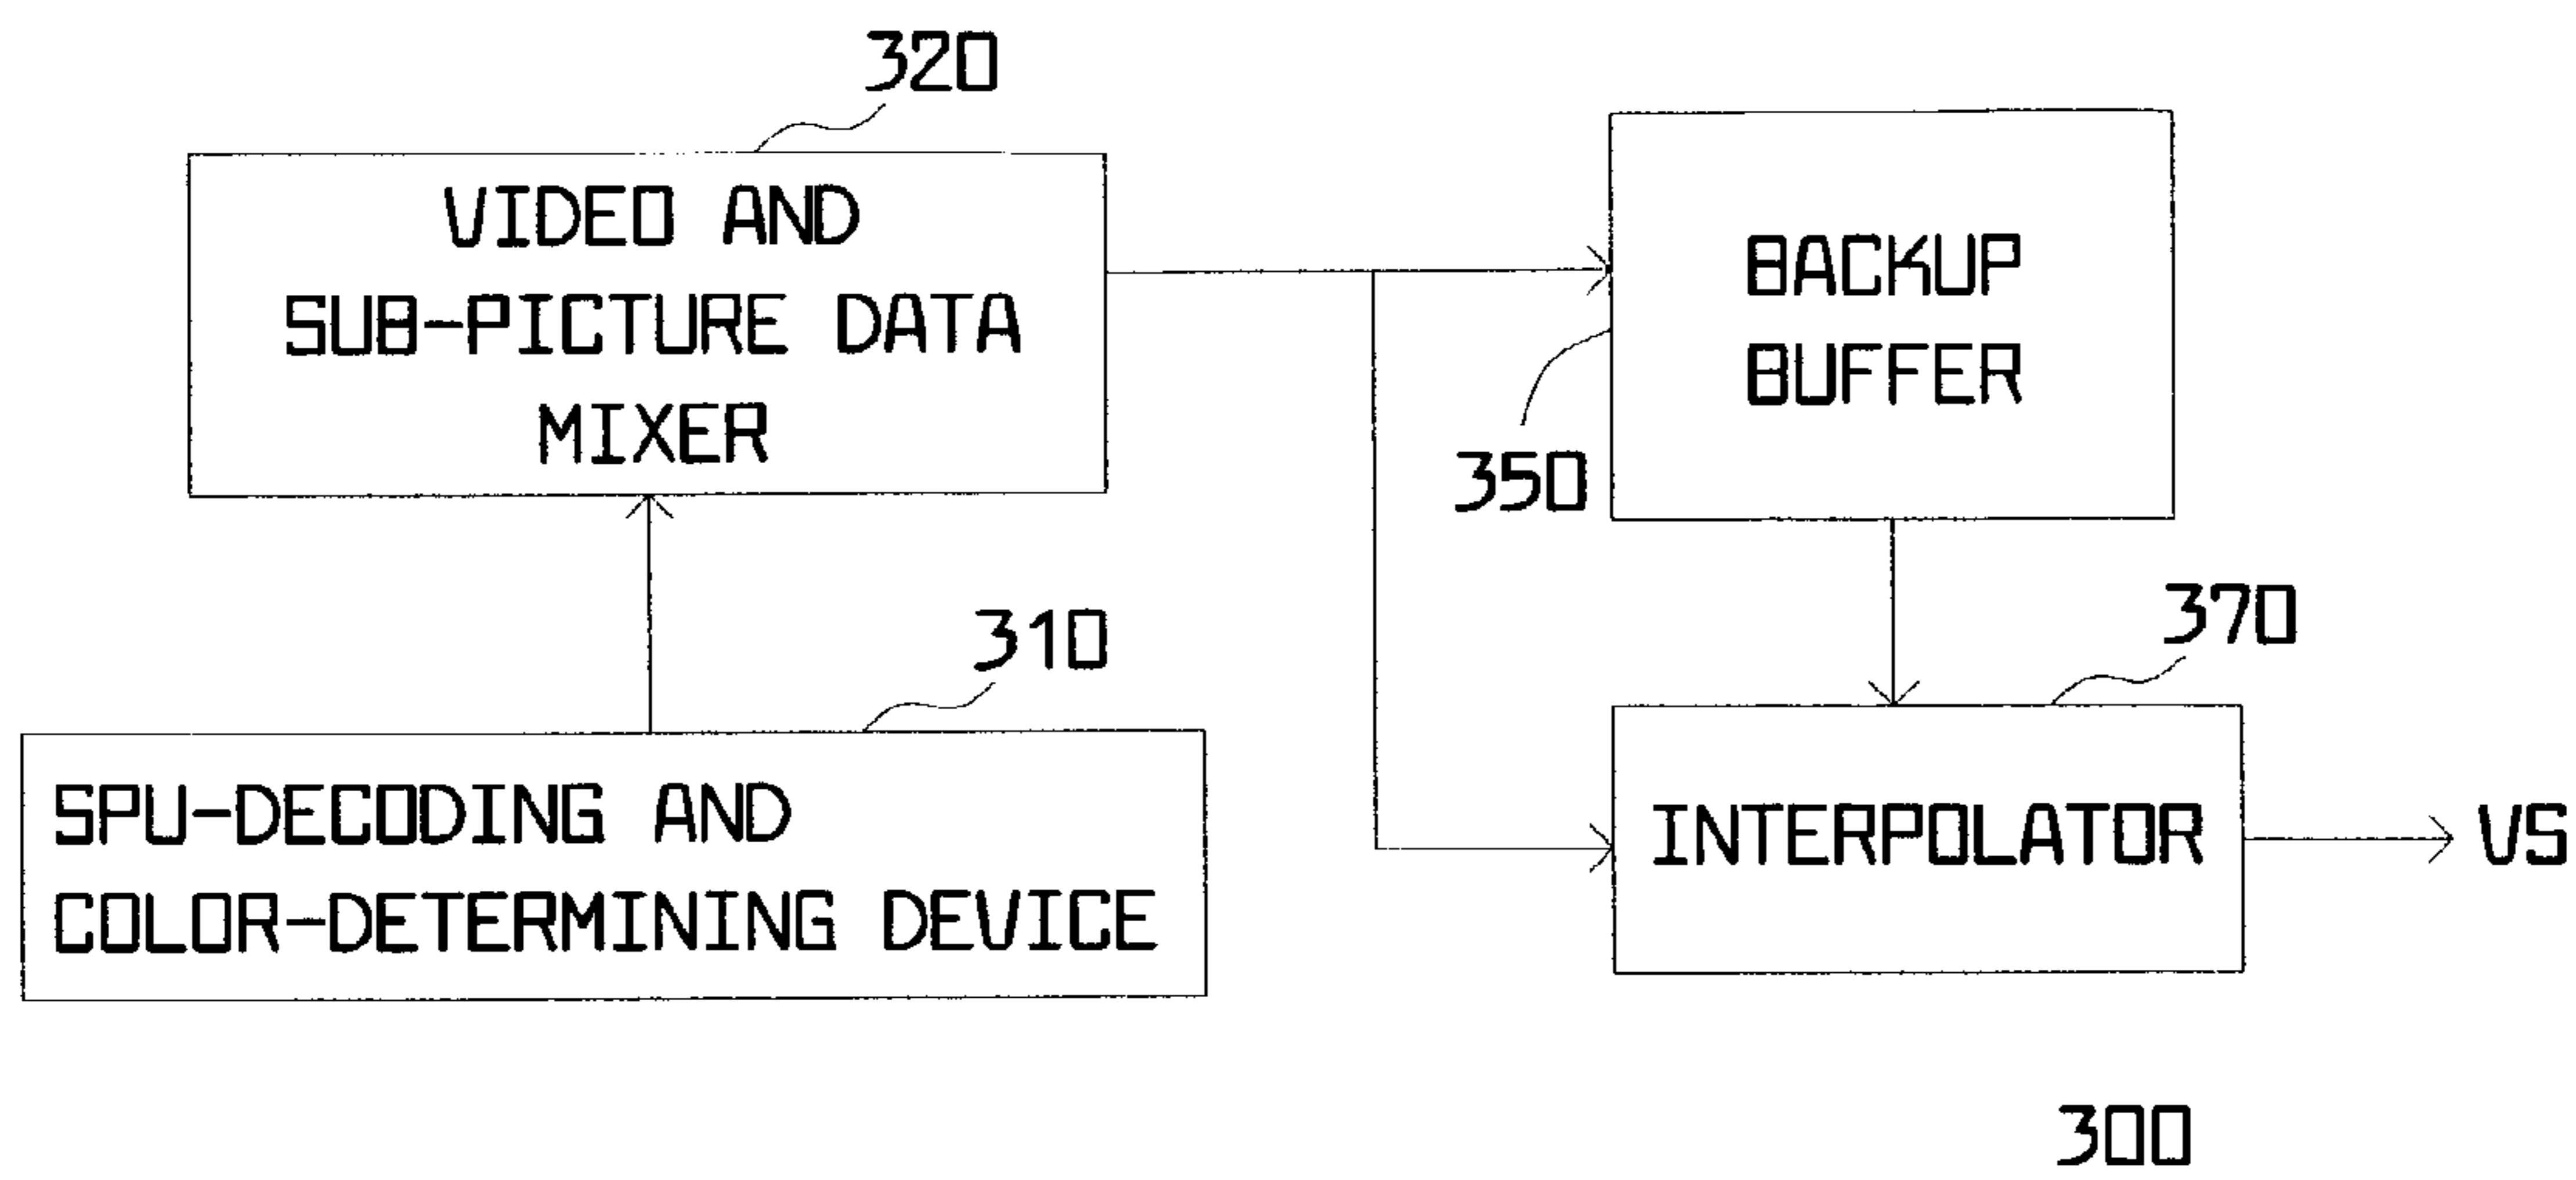 320
VIDEO AND
SUB-PICTURE DATA
MIXER
BACKUP
BUFFER
350
310
370
SPU-DECODING AND
COLOR-DETERMINING DEVICE
INTERPOLATOR
VS
300